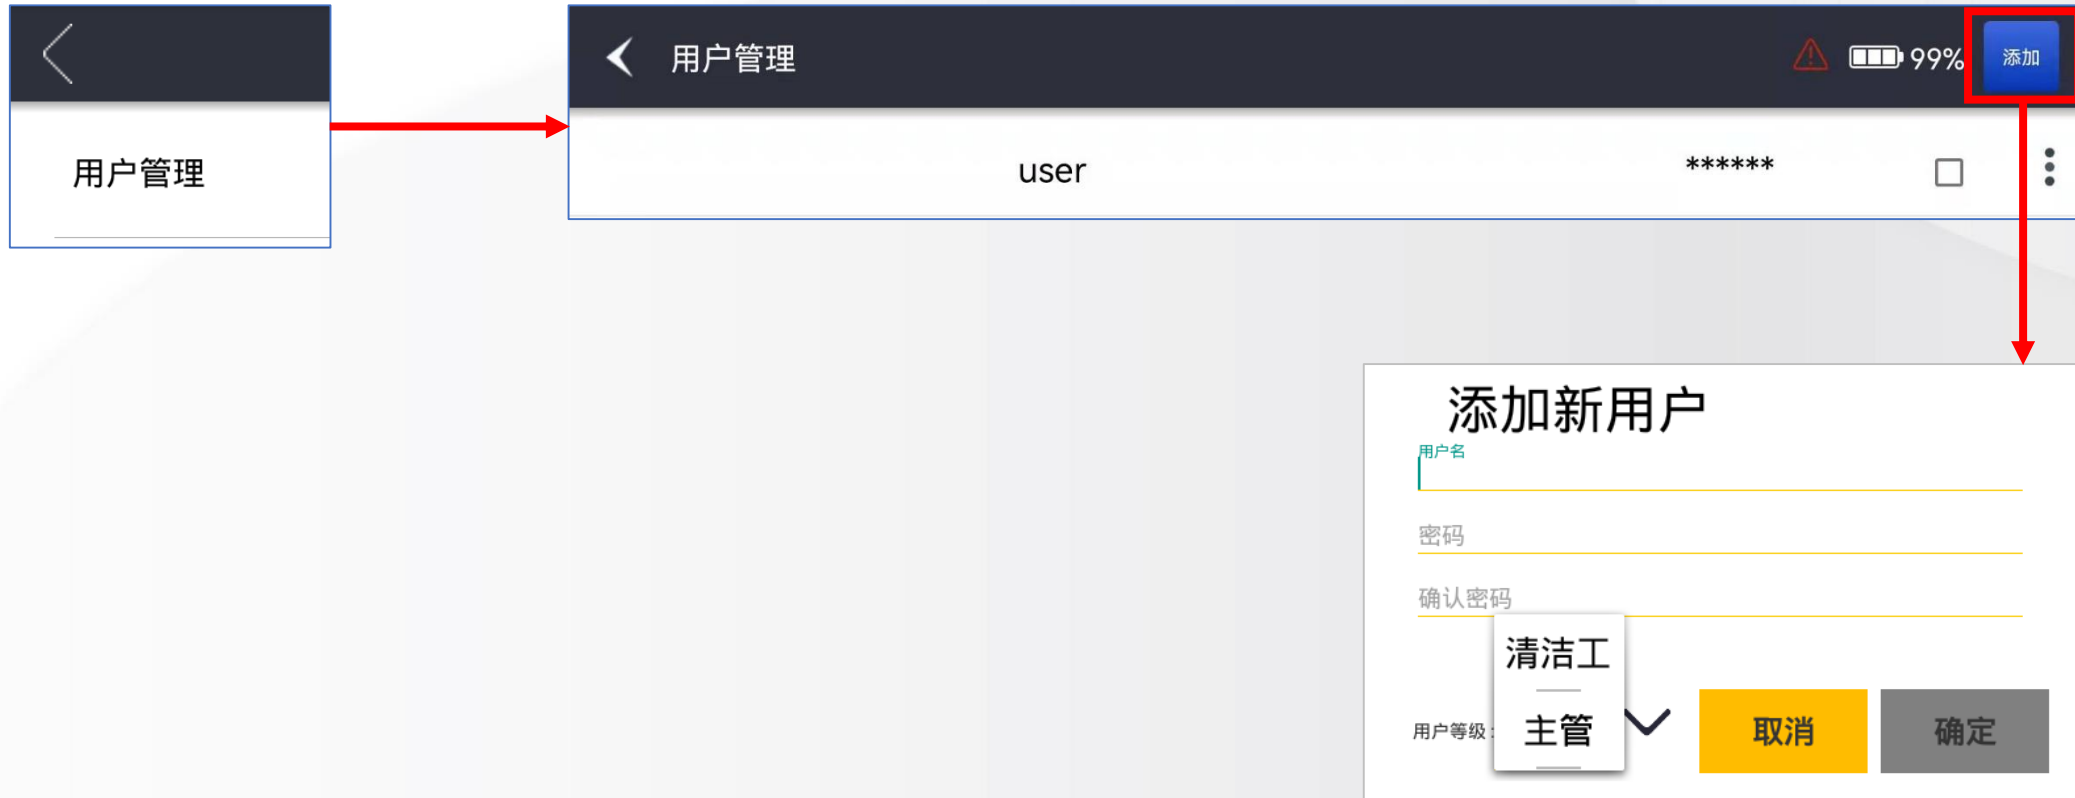 用户管理
用户管理
99%
添加
user
******
添加新用户
用户名
密码
确认密码
清洁工
用户等级：
主管
取消
确定